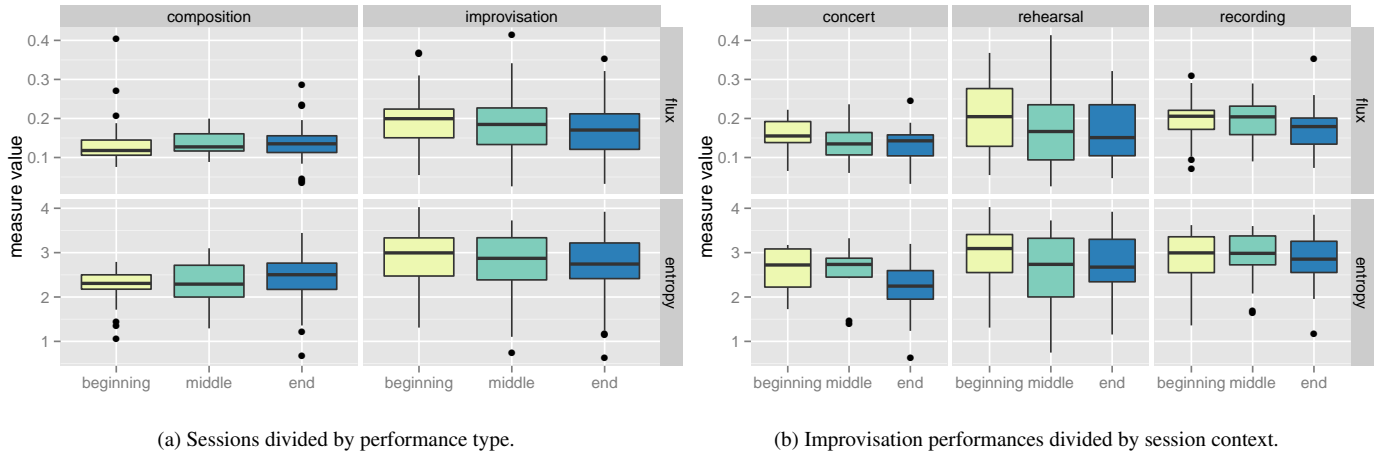 composition improvisation
measure value
0.4
0.3
0.2
0.1
flux
4
3
2
1
entropy
beginning middle end beginning middle end
(a) Sessions divided by performance type.
concert rehearsal recording
measure value
0.4
0.3
0.2
0.1
flux
4
3
2
1
entropy
beginning middle end beginning middle end beginning middle end
(b) Improvisation performances divided by session context.